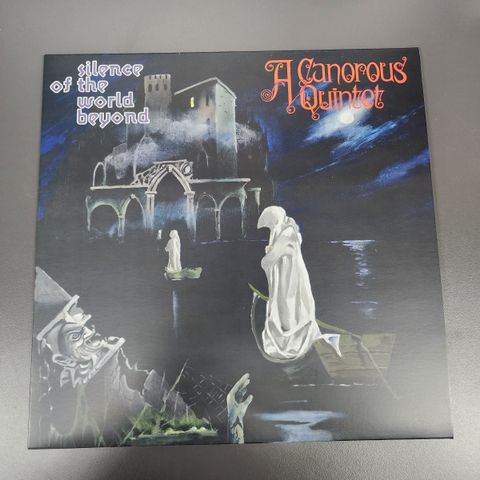 silence
of the
world
beyond
A Canorous
Quintet